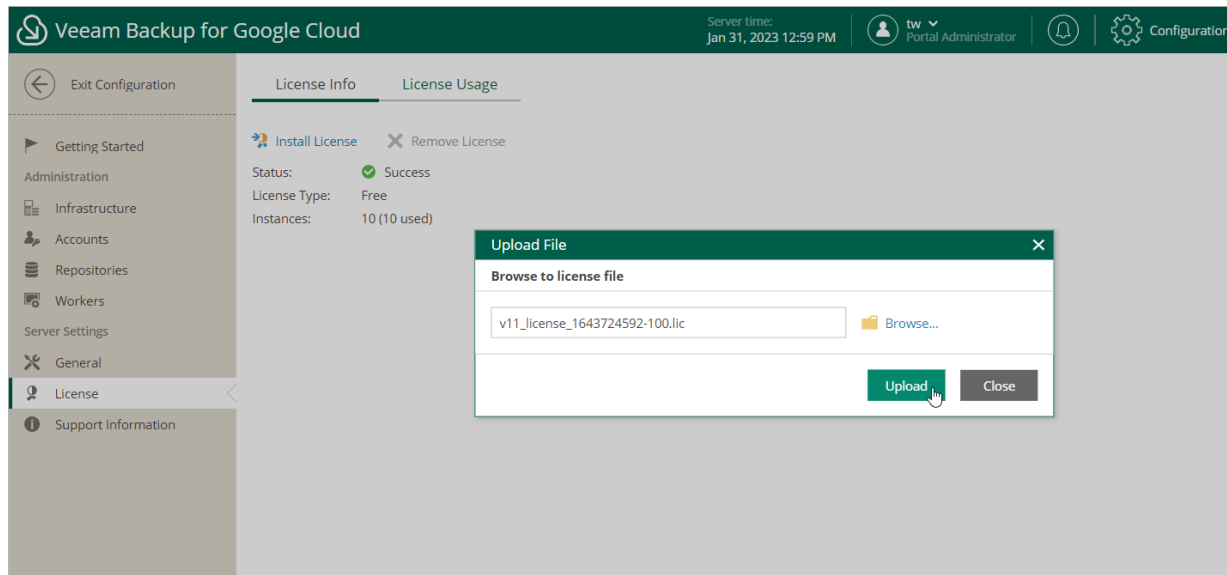 Veeam Backup for Google Cloud
Server time:
Jan 31, 2023 12:59 PM
tw
Portal Administrator
Configuration
Exit Configuration
License Info
License Usage
Getting Started
Install License
Remove License
Administration
Status:
Success
Infrastructure
License Type:
Free
Instances:
10 (10 used)
Accounts
Upload File
Repositories
Browse to license file
Workers
v11_license_1643724592-100.lic
Browse...
Server Settings
General
License
Upload
Close
Support Information